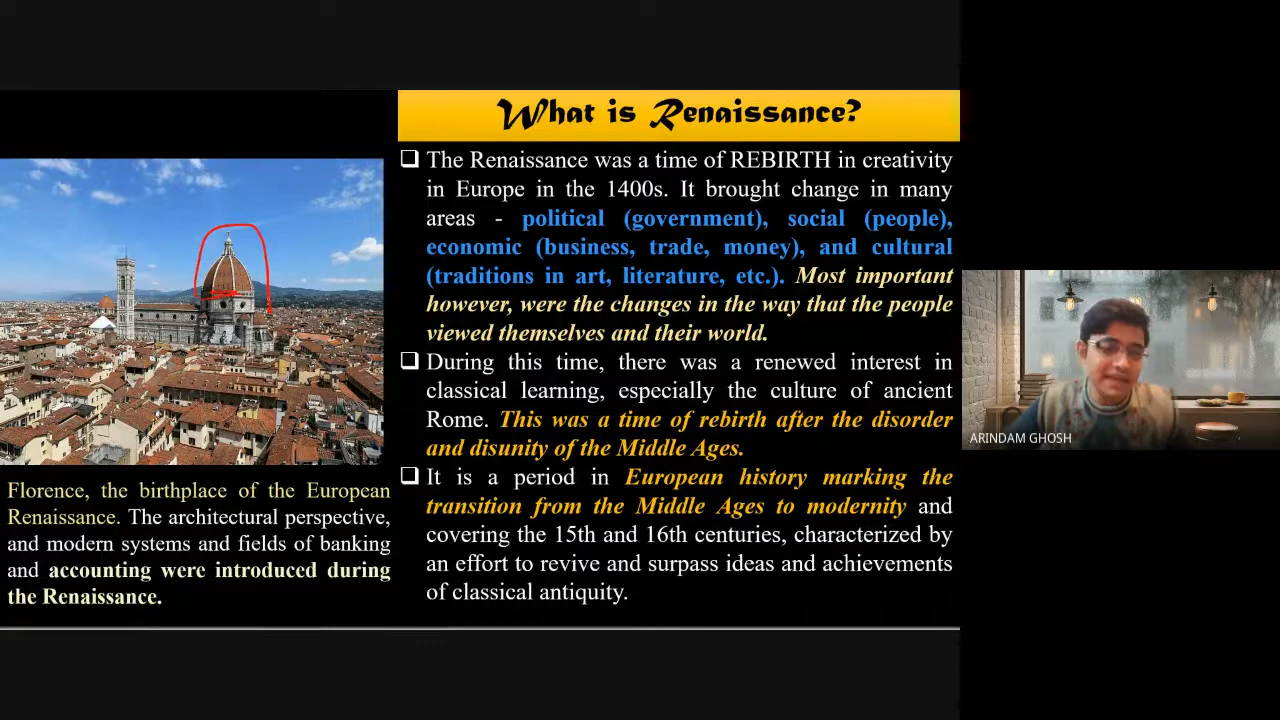 What is Renaissance?
❑ The Renaissance was a time of REBIRTH in creativity
in Europe in the 1400s. It brought change in many
areas - political (government), social (people),
economic (business, trade, money), and cultural
(traditions in art, literature, etc.). Most important
however, were the changes in the way that the people
viewed themselves and their world.
❑ During this time, there was a renewed interest in
classical learning, especially the culture of ancient
Rome. This was a time of rebirth after the disorder
and disunity of the Middle Ages.
❑ It is a period in European history marking the
transition from the Middle Ages to modernity and
covering the 15th and 16th centuries, characterized by
an effort to revive and surpass ideas and achievements
of classical antiquity.
Florence, the birthplace of the European
Renaissance. The architectural perspective,
and modern systems and fields of banking
and accounting were introduced during
the Renaissance.
ARINDAM GHOSH